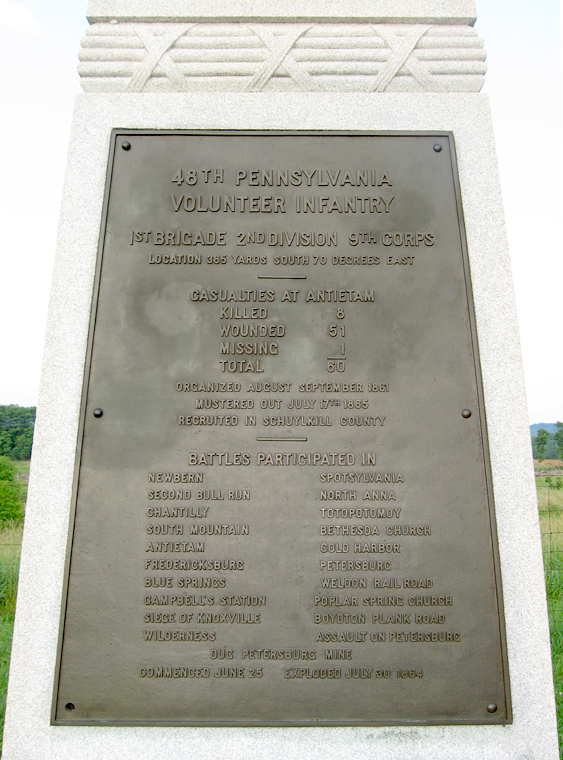 48TH PENNSYLVANIA
VOLUNTEER INFANTRY
1ST BRIGADE 2ND DIVISION 9TH CORPS
LOCATION 385 YARDS SOUTH 70 DEGREES EAST
CASUALTIES AT ANTIETAM
KILLED 8
WOUNDED 51
MISSING 1
TOTAL 60
ORGANIZED AUGUST SEPTEMBER 1861
MUSTERED OUT JULY 17TH 1865
RECRUITED IN SCHUYLKILL COUNTY
BATTLES PARTICIPATED IN
NEWBERN SPOTSYLVANIA
SECOND BULL RUN NORTH ANNA
CHANTILLY TOTOPOTOMOY
SOUTH MOUNTAIN BETHESDA CHURCH
ANTIETAM COLD HARBOR
FREDERICKSBURG PETERSBURG
BLUE SPRINGS WELDON RAILROAD
CAMPBELL'S STATION POPLAR SPRING CHURCH
SIEGE OF KNOXVILLE BOYDTON PLANK ROAD
WILDERNESS ASSAULT ON PETERSBURG
DUG PETERSBURG MINE
COMMENCED JUNE 25 EXPLODED JULY 30 1864